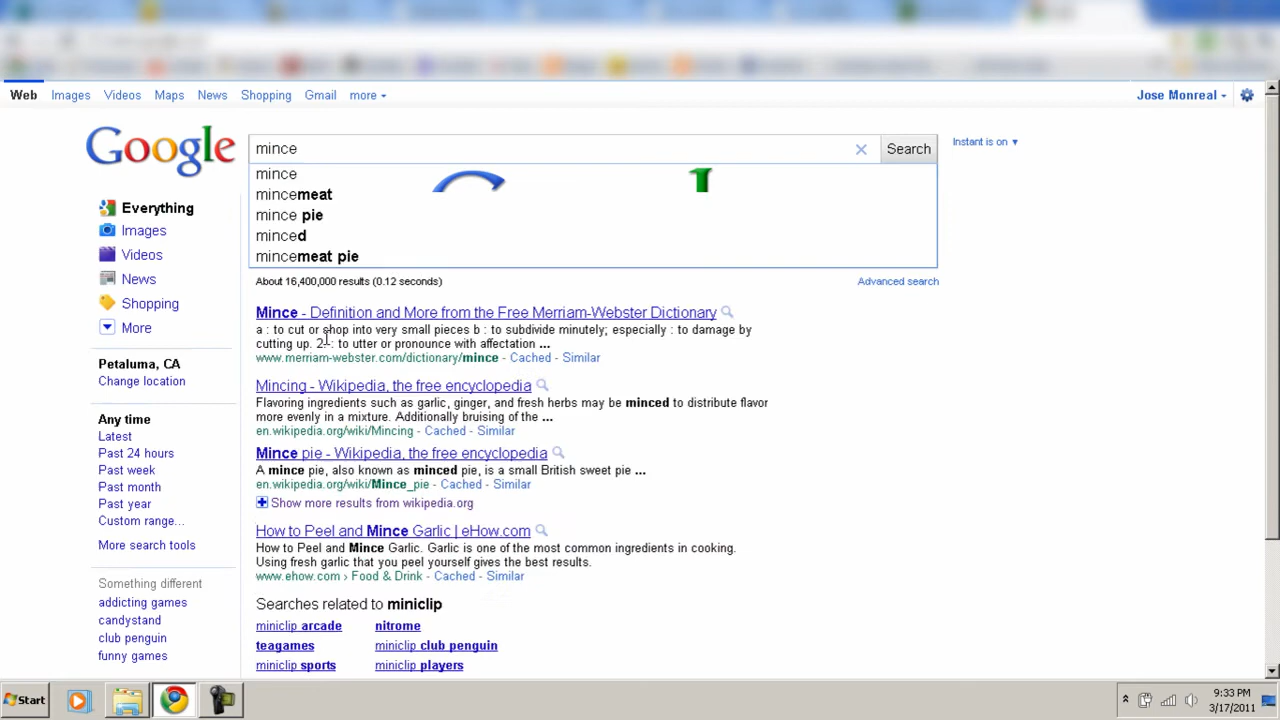 Web Images Videos Maps News Shopping Gmail more
Jose Monreal
Google
mince
Search
Instant is on
mince
mincemeat
mince pie
minced
mincemeat pie
Everything
Images
Videos
News
Shopping
More
Petaluma, CA
Change location
Any time
Latest
Past 24 hours
Past week
Past month
Past year
Custom range...
More search tools
Something different
addicting games
candystand
club penguin
funny games
About 16,400,000 results (0.12 seconds)
Advanced search
Mince - Definition and More from the Free Merriam-Webster Dictionary
a : to cut or chop into very small pieces b : to subdivide minutely; especially : to damage by
cutting up. 2. : to utter or pronounce with affectation ...
www.merriam-webster.com/dictionary/mince - Cached - Similar
Mincing - Wikipedia, the free encyclopedia
Flavoring ingredients such as garlic, ginger, and fresh herbs may be minced to distribute flavor
more evenly in a mixture. Additionally bruising of the ...
en.wikipedia.org/wiki/Mincing - Cached - Similar
Mince pie - Wikipedia, the free encyclopedia
A mince pie, also known as minced pie, is a small British sweet pie ...
en.wikipedia.org/wiki/Mince_pie - Cached - Similar
Show more results from wikipedia.org
How to Peel and Mince Garlic | eHow.com
How to Peel and Mince Garlic. Garlic is one of the most common ingredients in cooking.
Using fresh garlic that you peel yourself gives the best results.
www.ehow.com › Food & Drink - Cached - Similar
Searches related to miniclip
miniclip arcade nitrome
teagames miniclip club penguin
miniclip sports miniclip players
Start
9:33 PM
3/17/2011